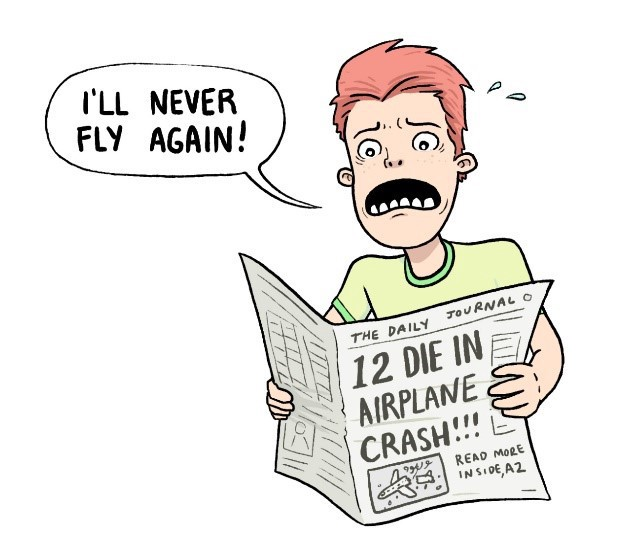 I'LL NEVER
FLY AGAIN!
THE DAILY JOURNAL
12 DIE IN
AIRPLANE
CRASH!!!
READ MORE
INSIDE, A2